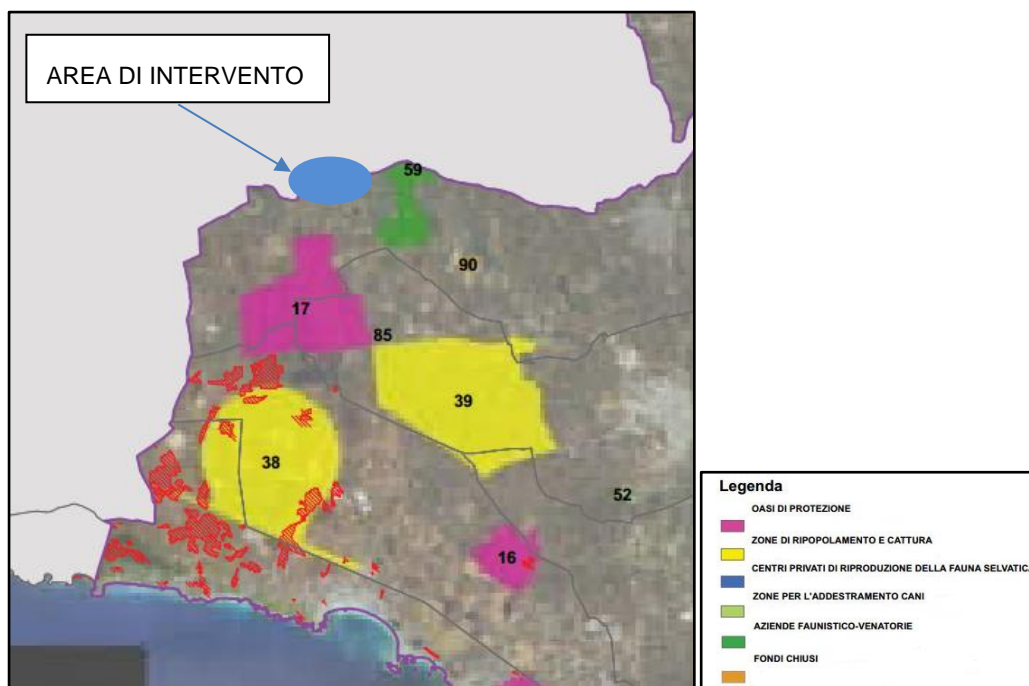 AREA DI INTERVENTO
59
90
17
85
39
38
52
16
Legenda
OASI DI PROTEZIONE
ZONE DI RIPOPOLAMENTO E CATTURA
CENTRI PRIVATI DI RIPRODUZIONE DELLA FAUNA SELVATICA
ZONE PER L'ADDESTRAMENTO CANI
AZIENDE FAUNISTICO-VENATORIE
FONDI CHIUSI